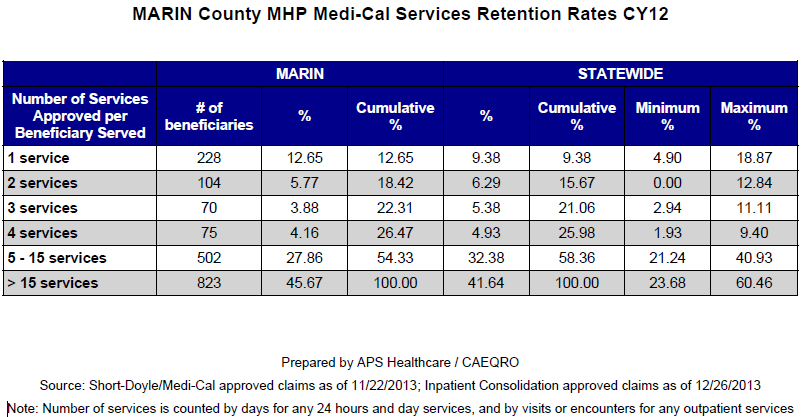 MARIN County MHP Medi-Cal Services Retention Rates CY12
MARIN STATEWIDE
Number of Services Approved per Beneficiary Served # of beneficiaries % Cumulative % % Cumulative % Minimum % Maximum %
1 service 228 12.65 12.65 9.38 9.38 4.90 18.87
2 services 104 5.77 18.42 6.29 15.67 0.00 12.84
3 services 70 3.88 22.31 5.38 21.06 2.94 11.11
4 services 75 4.16 26.47 4.93 25.98 1.93 9.40
5 - 15 services 502 27.86 54.33 32.38 58.36 21.24 40.93
> 15 services 823 45.67 100.00 41.64 100.00 23.68 60.46
Prepared by APS Healthcare / CAEQRO
Source: Short-Doyle/Medi-Cal approved claims as of 11/22/2013; Inpatient Consolidation approved claims as of 12/26/2013
Note: Number of services is counted by days for any 24 hours and day services, and by visits or encounters for any outpatient services